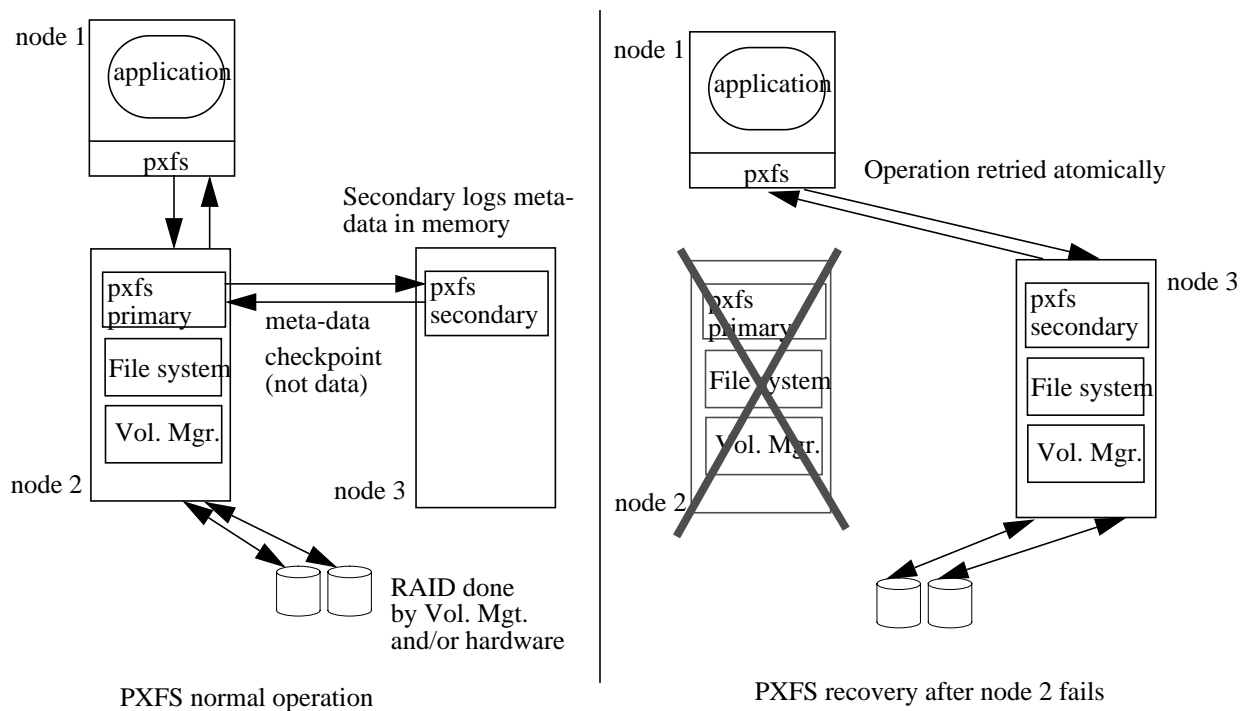 node 1
application
pxfs
Secondary logs meta-
data in memory
pxfs
primary
pxfs
secondary
meta-data
checkpoint
(not data)
File system
Vol. Mgr.
node 2
node 3
RAID done
by Vol. Mgt.
and/or hardware
PXFS normal operation
node 1
application
pxfs
Operation retried atomically
pxfs
primary
File system
Vol. Mgr.
node 2
node 3
pxfs
secondary
File system
Vol. Mgr.
PXFS recovery after node 2 fails